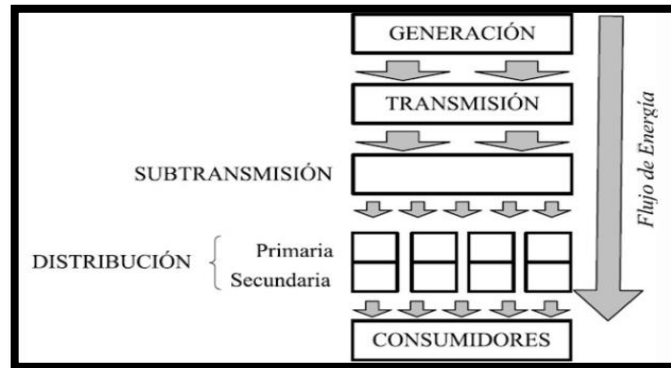 GENERACIÓN
TRANSMISIÓN
SUBTRANSMISIÓN
DISTRIBUCIÓN
Primaria
Secundaria
CONSUMIDORES
Flujo de Energía